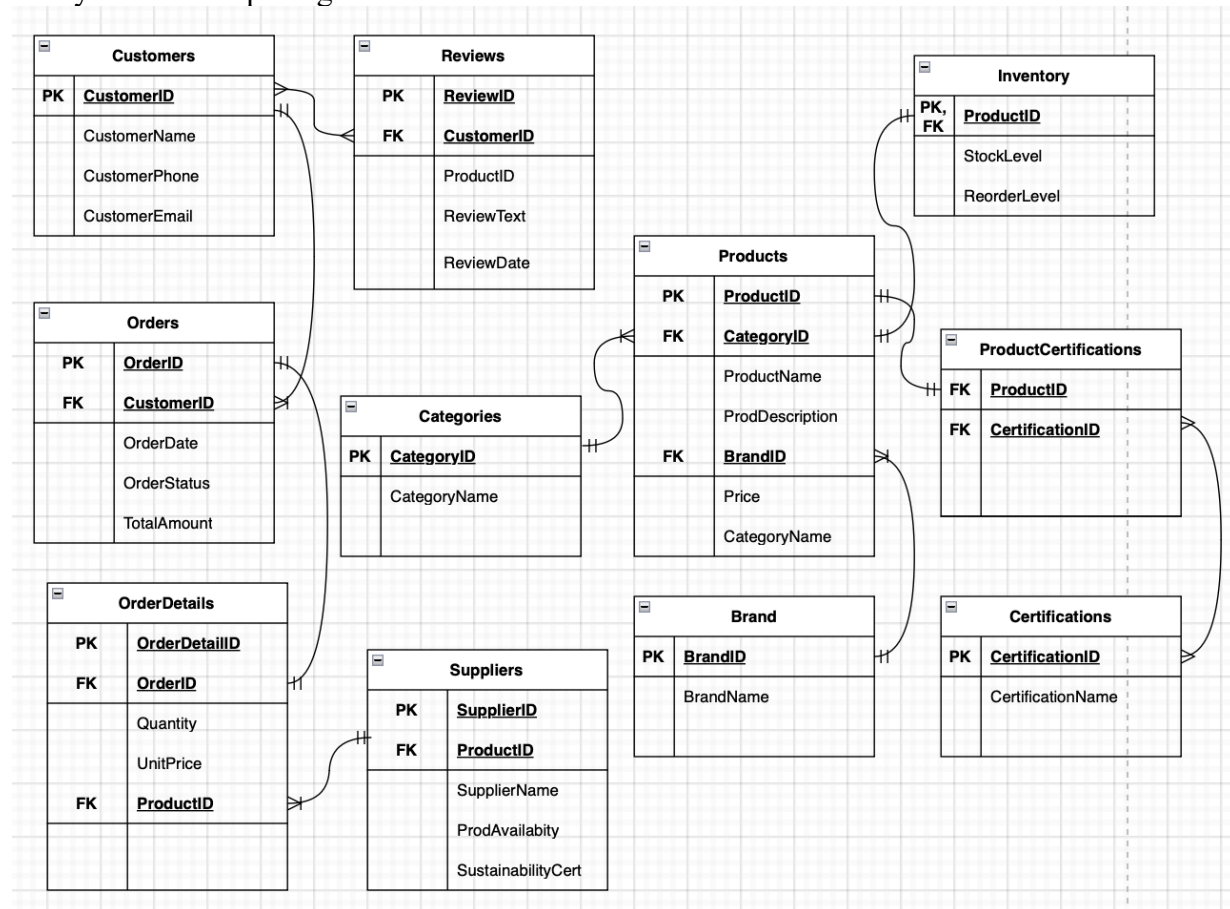 Customers
PK CustomerID
CustomerName
CustomerPhone
CustomerEmail
Reviews
PK ReviewID
FK CustomerID
ProductID
ReviewText
ReviewDate
Inventory
PK,
FK ProductID
StockLevel
ReorderLevel
Products
PK ProductID
FK CategoryID
ProductName
ProdDescription
FK BrandID
Price
CategoryName
Orders
PK OrderID
FK CustomerID
OrderDate
OrderStatus
TotalAmount
Categories
PK CategoryID
CategoryName
ProductCertifications
FK ProductID
FK CertificationID
OrderDetails
PK OrderDetailID
FK OrderID
Quantity
UnitPrice
FK ProductID
Suppliers
PK SupplierID
FK ProductID
SupplierName
ProdAvailabity
SustainabilityCert
Brand
PK BrandID
BrandName
Certifications
PK CertificationID
CertificationName